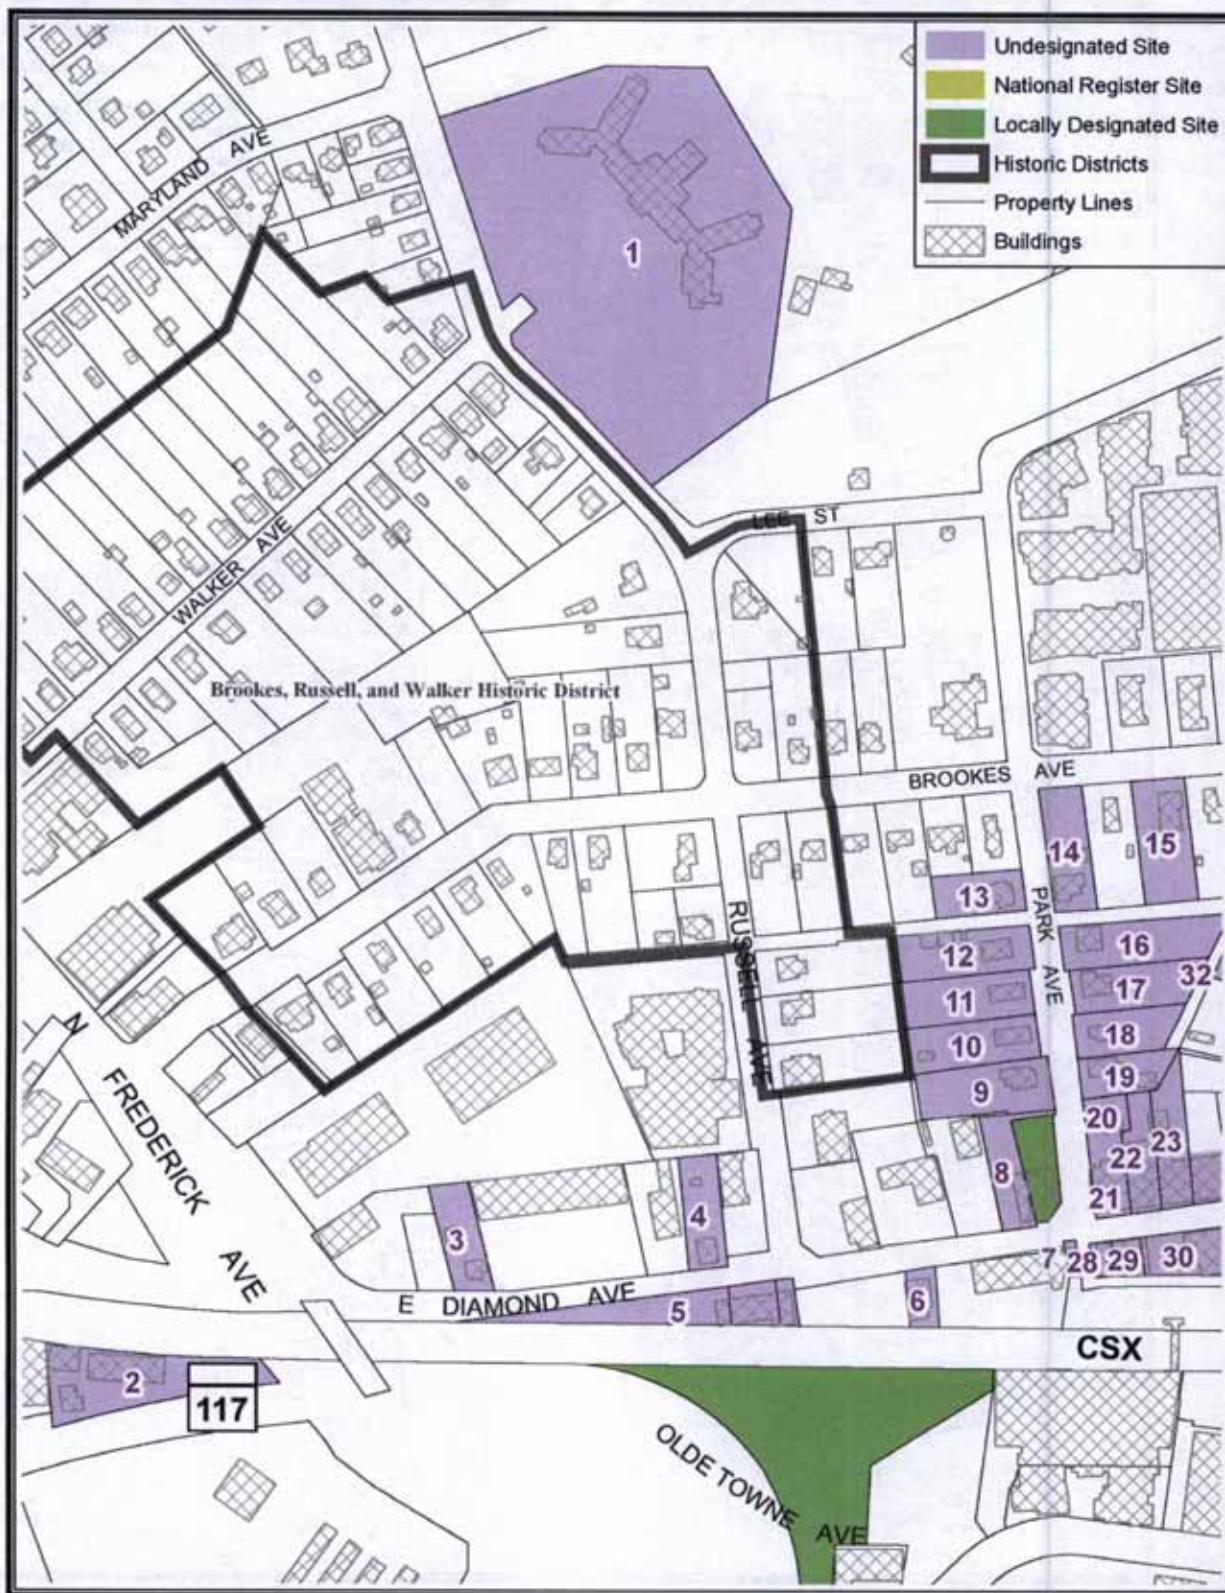 Undesignated Site
National Register Site
Locally Designated Site
Historic Districts
Property Lines
Buildings
MARYLAND AVE
1
LEE ST
WALKER AVE
Brookes, Russell, and Walker Historic District
BROOKES AVE
14
15
13
PARK AVE
RUSSELL AVE
12
16
32
11
17
10
18
9
19
20
23
22
8
21
N FREDERICK AVE
3
4
7
28
29
30
E DIAMOND AVE
5
6
CSX
2
117
OLDE TOWNE AVE